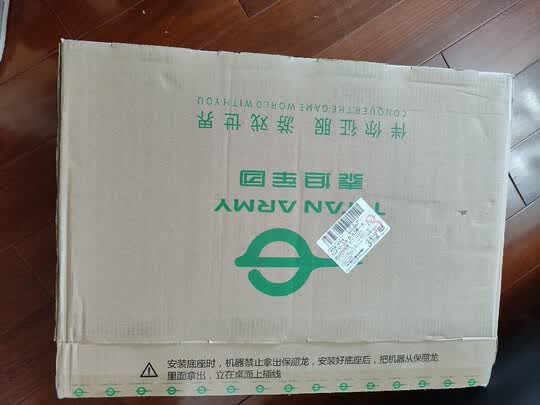 TITAN ARMY
泰坦军团
伴你征服 游戏世界
CONQUER THE GAME WORLD WITH YOU
安装底座时，机器禁止拿出保丽龙，安装好底座后，把机器从保丽龙
里面拿出，立在桌面上插线